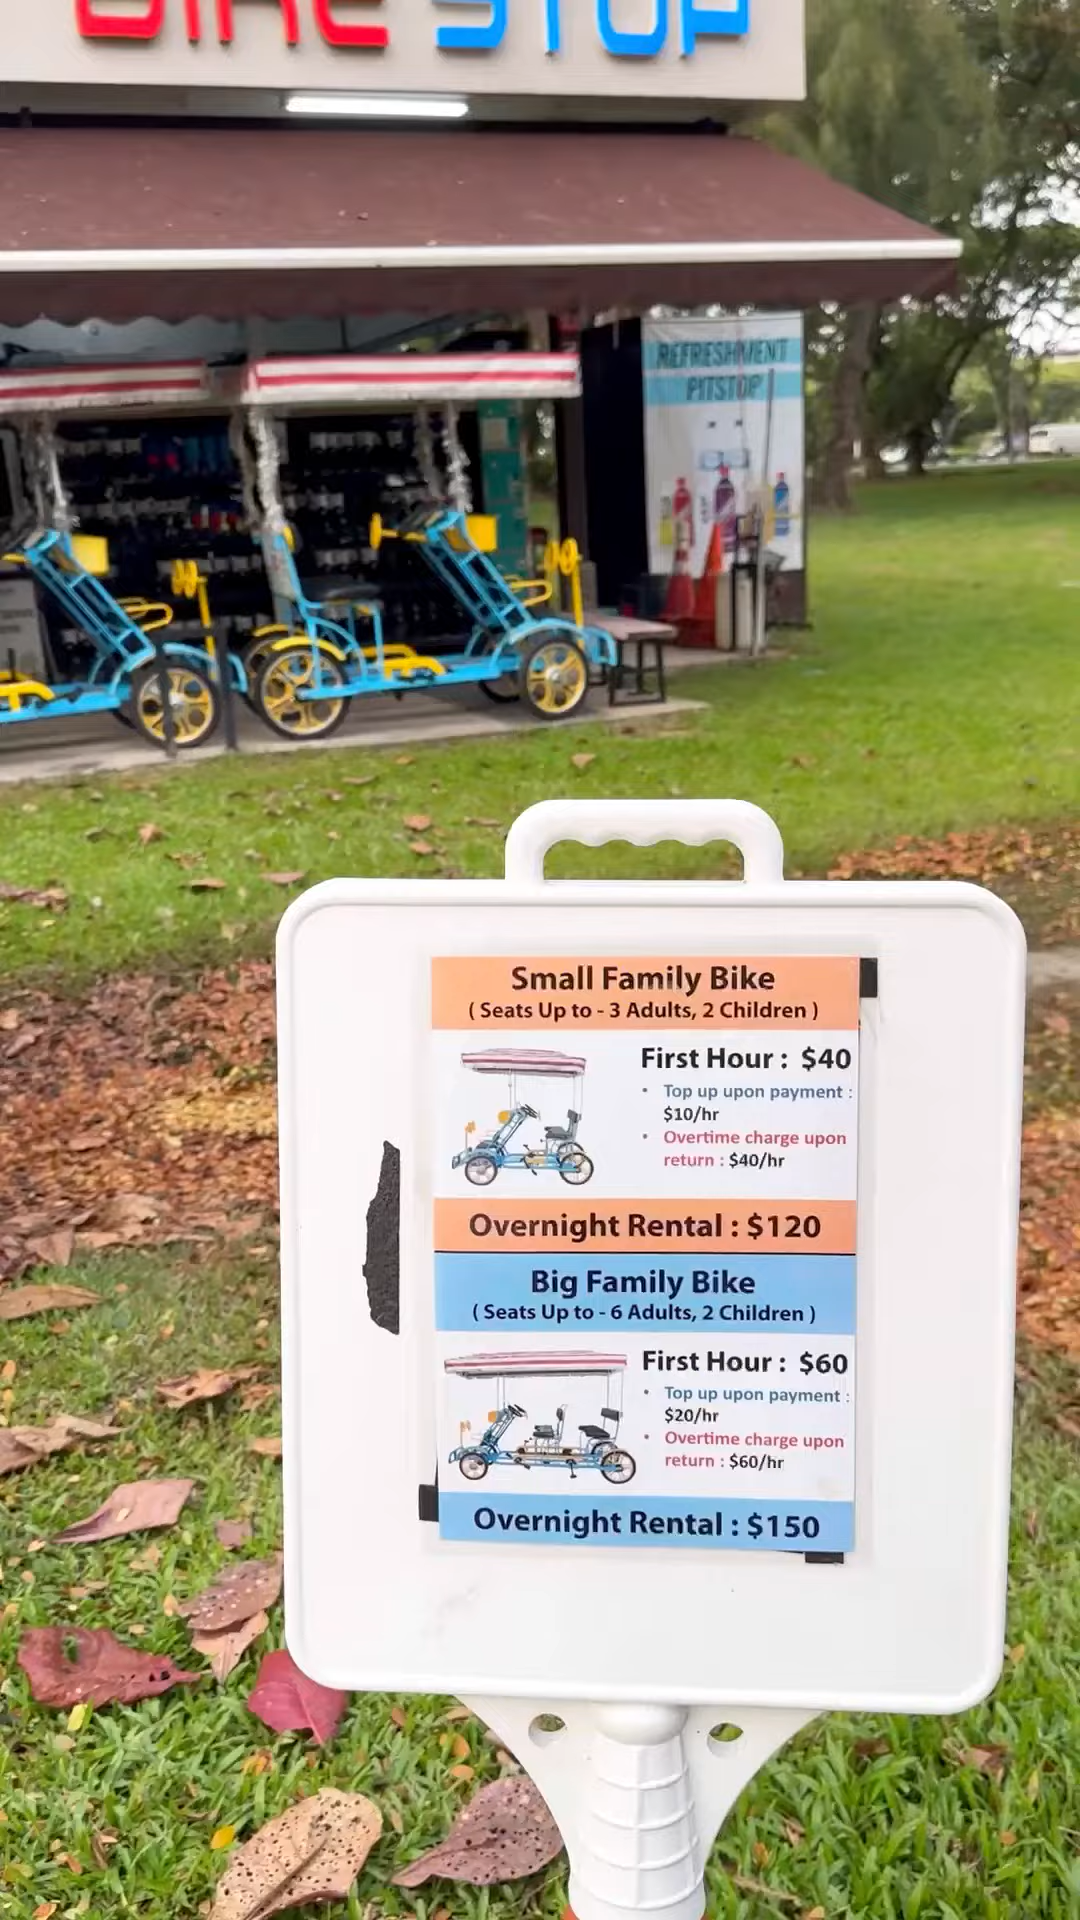 BIKE STOP
REFRESHMENT
PITSTOP
Small Family Bike
( Seats Up to - 3 Adults, 2 Children )
First Hour : $40
• Top up upon payment :
$10/hr
• Overtime charge upon
return : $40/hr
Overnight Rental : $120
Big Family Bike
( Seats Up to - 6 Adults, 2 Children )
First Hour : $60
• Top up upon payment :
$20/hr
• Overtime charge upon
return : $60/hr
Overnight Rental : $150